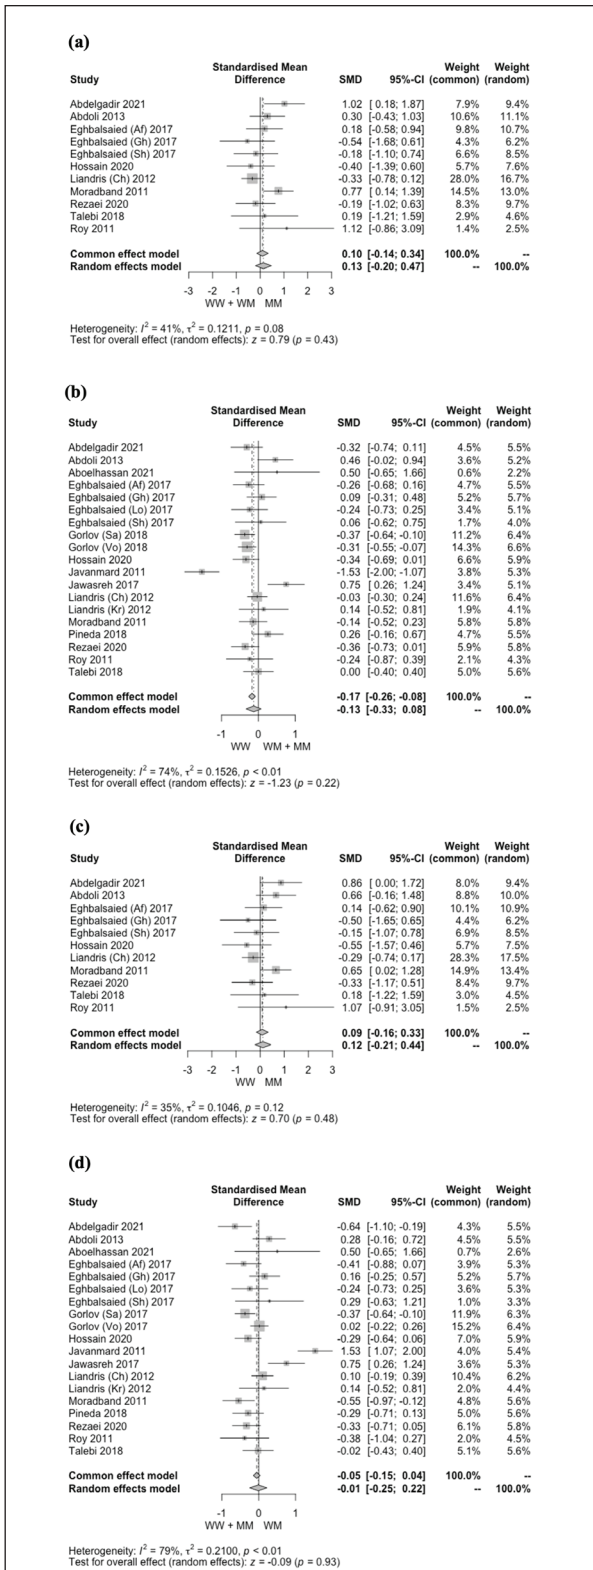 (a)
Standardised Mean Weight Weight
Study Difference SMD 95%-CI (common) (random)
Abdelgadir 2021 1.02 [ 0.18; 1.87] 7.9% 9.4%
Abdoli 2013 0.30 [-0.43; 1.03] 10.6% 11.1%
Eghbalsaied (Af) 2017 0.18 [-0.58; 0.94] 9.8% 10.7%
Eghbalsaied (Gh) 2017 -0.54 [-1.68; 0.61] 4.3% 6.2%
Eghbalsaied (Sh) 2017 -0.18 [-1.10; 0.74] 6.6% 8.5%
Hossain 2020 -0.40 [-1.39; 0.60] 5.7% 7.6%
Liandris (Ch) 2012 -0.33 [-0.78; 0.12] 28.0% 16.7%
Moradband 2011 0.77 [ 0.14; 1.39] 14.5% 13.0%
Rezaei 2020 -0.19 [-1.02; 0.63] 8.3% 9.7%
Talebi 2018 0.19 [-1.21; 1.59] 2.9% 4.6%
Roy 2011 1.12 [-0.86; 3.09] 1.4% 2.5%
Common effect model 0.10 [-0.14; 0.34] 100.0% --
Random effects model 0.13 [-0.20; 0.47] -- 100.0%
-3 -2 -1 0 1 2 3
WW + WM MM
Heterogeneity: I² = 41%, τ² = 0.1211, p = 0.08
Test for overall effect (random effects): z = 0.79 (p = 0.43)
(b)
Standardised Mean Weight Weight
Study Difference SMD 95%-CI (common) (random)
Abdelgadir 2021 -0.32 [-0.74; 0.11] 4.5% 5.5%
Abdoli 2013 0.46 [-0.02; 0.94] 3.6% 5.2%
Aboelhassan 2021 0.50 [-0.65; 1.66] 0.6% 2.2%
Eghbalsaied (Af) 2017 -0.26 [-0.68; 0.16] 4.7% 5.5%
Eghbalsaied (Gh) 2017 0.09 [-0.31; 0.48] 5.2% 5.7%
Eghbalsaied (Lo) 2017 -0.24 [-0.73; 0.25] 3.4% 5.1%
Eghbalsaied (Sh) 2017 0.06 [-0.62; 0.75] 1.7% 4.0%
Gorlov (Sa) 2018 -0.37 [-0.64; -0.10] 11.2% 6.4%
Gorlov (Vo) 2018 -0.31 [-0.55; -0.07] 14.3% 6.6%
Hossain 2020 -0.34 [-0.69; 0.01] 6.6% 5.9%
Javanmard 2011 -1.53 [-2.00; -1.07] 3.8% 5.3%
Jawasreh 2017 0.75 [ 0.26; 1.24] 3.4% 5.1%
Liandris (Ch) 2012 -0.03 [-0.30; 0.24] 11.6% 6.4%
Liandris (Kr) 2012 0.14 [-0.52; 0.81] 1.9% 4.1%
Moradband 2011 -0.14 [-0.52; 0.23] 5.8% 5.8%
Pineda 2018 0.26 [-0.16; 0.67] 4.7% 5.5%
Rezaei 2020 -0.36 [-0.73; 0.01] 5.9% 5.8%
Roy 2011 -0.24 [-0.87; 0.39] 2.1% 4.3%
Talebi 2018 0.00 [-0.40; 0.40] 5.0% 5.6%
Common effect model -0.17 [-0.26; -0.08] 100.0% --
Random effects model -0.13 [-0.33; 0.08] -- 100.0%
-1 0 1
WW WM + MM
Heterogeneity: I² = 74%, τ² = 0.1526, p < 0.01
Test for overall effect (random effects): z = -1.23 (p = 0.22)
(c)
Standardised Mean Weight Weight
Study Difference SMD 95%-CI (common) (random)
Abdelgadir 2021 0.86 [ 0.00; 1.72] 8.0% 9.4%
Abdoli 2013 0.66 [-0.16; 1.48] 8.8% 10.0%
Eghbalsaied (Af) 2017 0.14 [-0.62; 0.90] 10.1% 10.9%
Eghbalsaied (Gh) 2017 -0.50 [-1.65; 0.65] 4.4% 6.2%
Eghbalsaied (Sh) 2017 -0.15 [-1.07; 0.78] 6.9% 8.5%
Hossain 2020 -0.55 [-1.57; 0.46] 5.7% 7.5%
Liandris (Ch) 2012 -0.29 [-0.74; 0.17] 28.3% 17.5%
Moradband 2011 0.65 [ 0.02; 1.28] 14.9% 13.4%
Rezaei 2020 -0.33 [-1.17; 0.51] 8.4% 9.7%
Talebi 2018 0.18 [-1.22; 1.59] 3.0% 4.5%
Roy 2011 1.07 [-0.91; 3.05] 1.5% 2.5%
Common effect model 0.09 [-0.16; 0.33] 100.0% --
Random effects model 0.12 [-0.21; 0.44] -- 100.0%
-3 -2 -1 0 1 2 3
WW MM
Heterogeneity: I² = 35%, τ² = 0.1046, p = 0.12
Test for overall effect (random effects): z = 0.70 (p = 0.48)
(d)
Standardised Mean Weight Weight
Study Difference SMD 95%-CI (common) (random)
Abdelgadir 2021 -0.64 [-1.10; -0.19] 4.3% 5.5%
Abdoli 2013 0.28 [-0.16; 0.72] 4.5% 5.5%
Aboelhassan 2021 0.50 [-0.65; 1.66] 0.7% 2.6%
Eghbalsaied (Af) 2017 -0.41 [-0.88; 0.07] 3.9% 5.3%
Eghbalsaied (Gh) 2017 0.16 [-0.25; 0.57] 5.2% 5.7%
Eghbalsaied (Lo) 2017 -0.24 [-0.73; 0.25] 3.6% 5.3%
Eghbalsaied (Sh) 2017 0.29 [-0.63; 1.21] 1.0% 3.3%
Gorlov (Sa) 2017 -0.37 [-0.64; -0.10] 11.9% 6.3%
Gorlov (Vo) 2017 0.02 [-0.22; 0.26] 15.2% 6.4%
Hossain 2020 -0.29 [-0.64; 0.06] 7.0% 5.9%
Javanmard 2011 1.53 [ 1.07; 2.00] 4.0% 5.4%
Jawasreh 2017 0.75 [ 0.26; 1.24] 3.6% 5.3%
Liandris (Ch) 2012 0.10 [-0.19; 0.39] 10.4% 6.2%
Liandris (Kr) 2012 0.14 [-0.52; 0.81] 2.0% 4.4%
Moradband 2011 -0.55 [-0.97; -0.12] 4.8% 5.6%
Pineda 2018 -0.29 [-0.71; 0.13] 5.0% 5.6%
Rezaei 2020 -0.33 [-0.71; 0.05] 6.1% 5.8%
Roy 2011 -0.38 [-1.04; 0.27] 2.0% 4.5%
Talebi 2018 -0.02 [-0.43; 0.40] 5.1% 5.6%
Common effect model -0.05 [-0.15; 0.04] 100.0% --
Random effects model -0.01 [-0.25; 0.22] -- 100.0%
-1 0 1
WW + MM WM
Heterogeneity: I² = 79%, τ² = 0.2100, p < 0.01
Test for overall effect (random effects): z = -0.09 (p = 0.93)